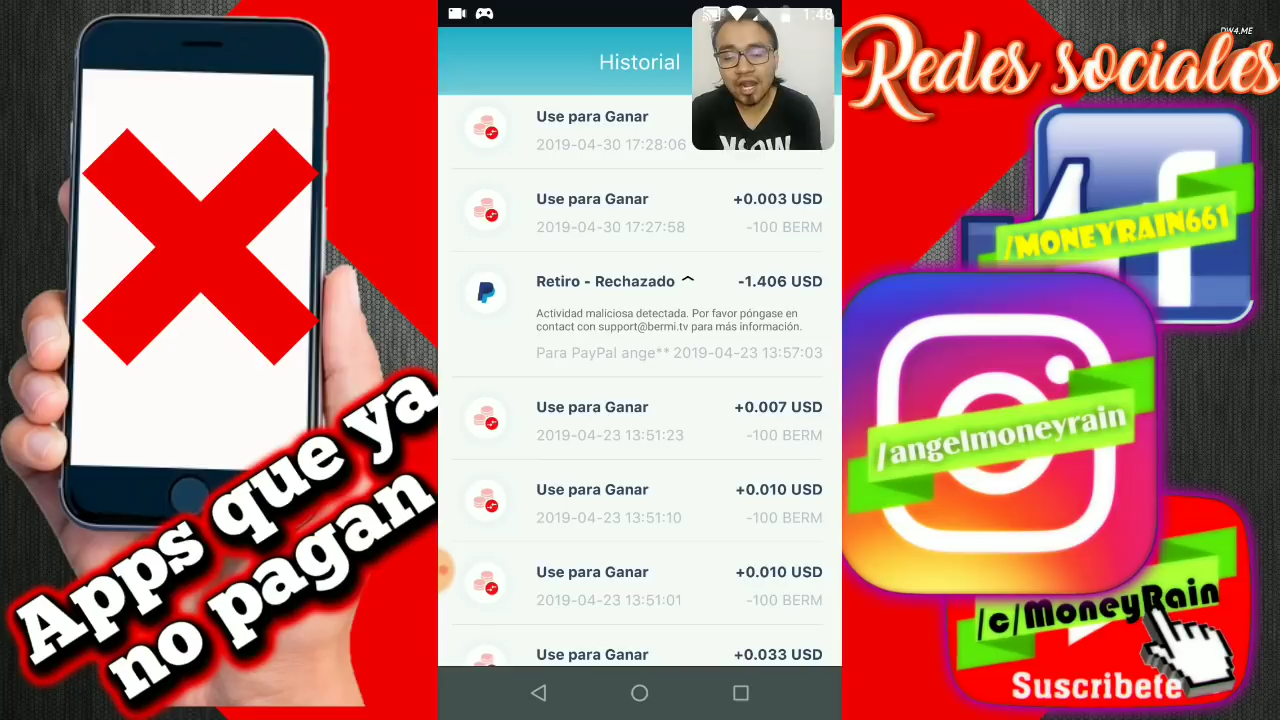 Apps que ya
no pagan
1:48
Historial
Use para Ganar
2019-04-30 17:28:06
Use para Ganar
+0.003 USD
2019-04-30 17:27:58
-100 BERM
Retiro - Rechazado
-1.406 USD
Actividad maliciosa detectada. Por favor póngase en
contact con support@bermi.tv para más información.
Para PayPal ange** 2019-04-23 13:57:03
Use para Ganar
+0.007 USD
2019-04-23 13:51:23
-100 BERM
Use para Ganar
+0.010 USD
2019-04-23 13:51:10
-100 BERM
Use para Ganar
+0.010 USD
2019-04-23 13:51:01
-100 BERM
Use para Ganar
+0.033 USD
DW4.ME
Redes sociales
/MONEYRAIN661
/angelmoneyrain
/c/MoneyRain
Suscribete